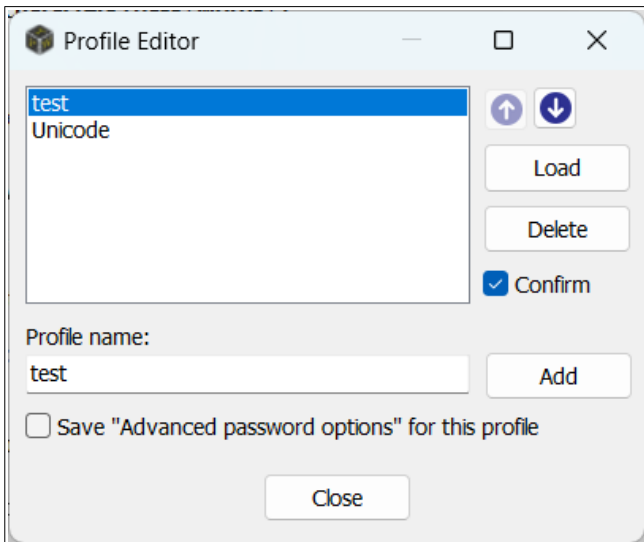 Profile Editor
test
Unicode
Load
Delete
Confirm
Profile name:
test
Add
Save "Advanced password options" for this profile
Close